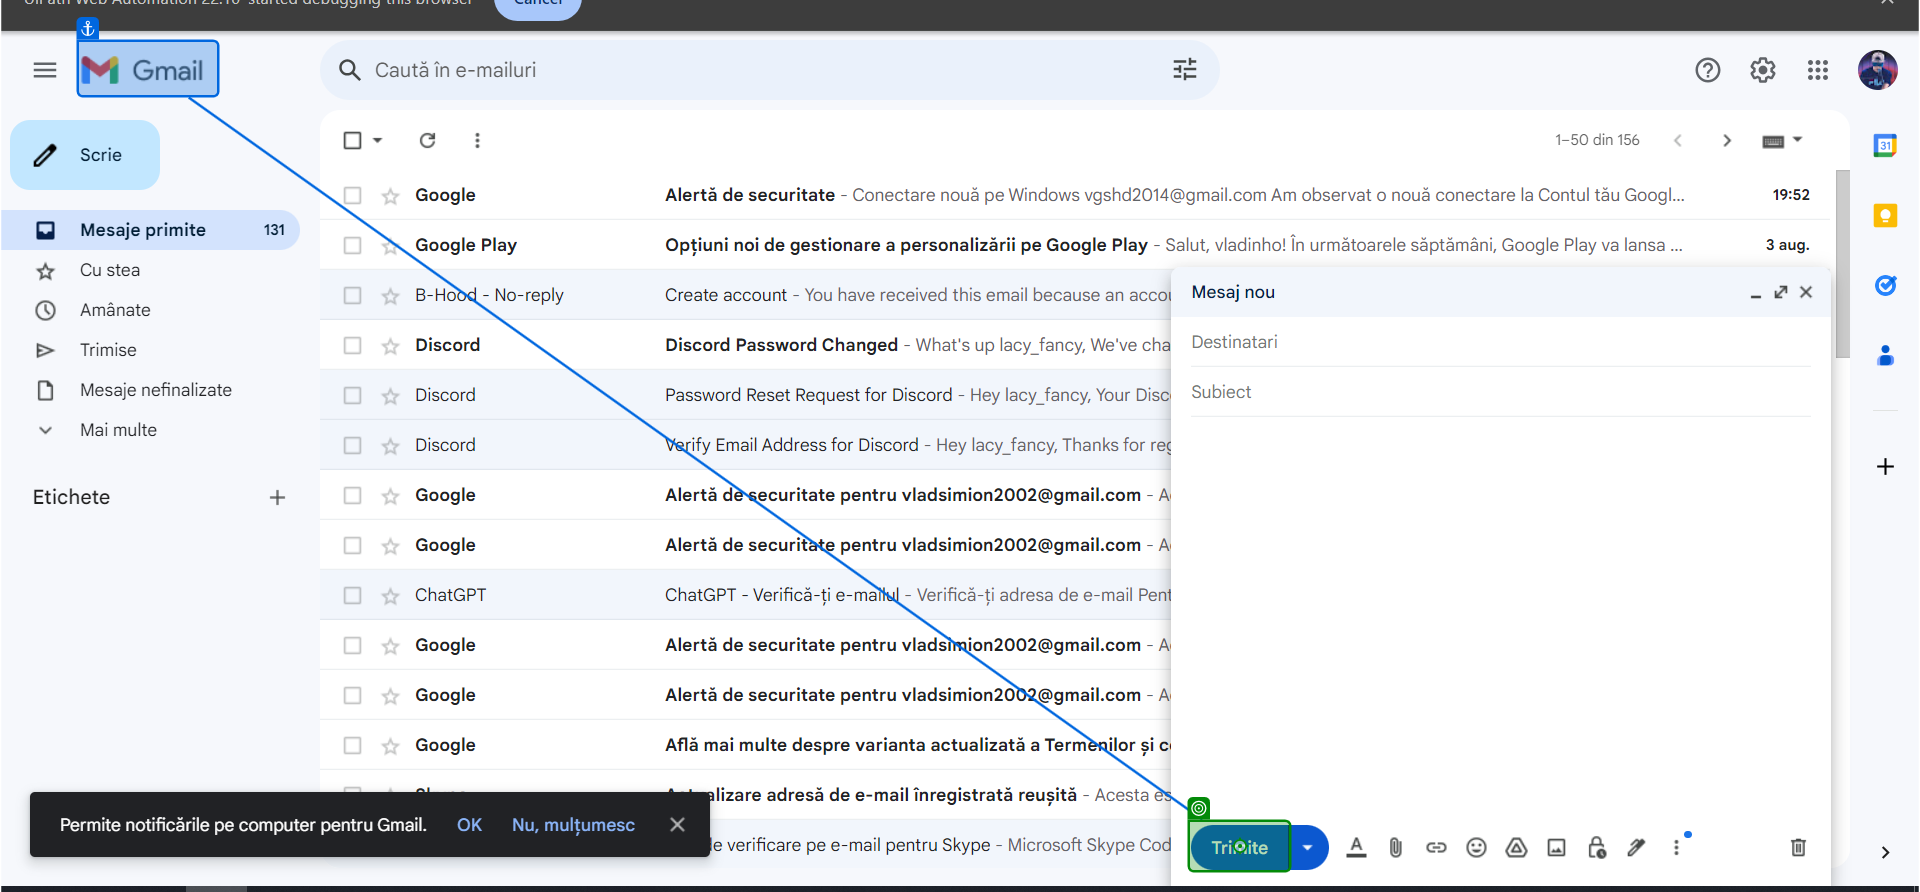 UiPath Web Automation 22.10" started debugging this browser
Cancel
Gmail
Caută în e-mailuri
Scrie
1–50 din 156
Mesaje primite 131
Cu stea
Amânate
Trimise
Mesaje nefinalizate
Mai multe
Etichete
Google Alertă de securitate - Conectare nouă pe Windows vgshd2014@gmail.com Am observat o nouă conectare la Contul tău Googl... 19:52
Google Play Opțiuni noi de gestionare a personalizării pe Google Play - Salut, vladinho! În următoarele săptămâni, Google Play va lansa ... 3 aug.
B-Hood - No-reply Create account - You have received this email because an accou
Discord Discord Password Changed - What's up lacy_fancy, We've cha
Discord Password Reset Request for Discord - Hey lacy_fancy, Your Disc
Discord Verify Email Address for Discord - Hey lacy_fancy, Thanks for reg
Google Alertă de securitate pentru vladsimion2002@gmail.com - Ac
Google Alertă de securitate pentru vladsimion2002@gmail.com - Ac
ChatGPT ChatGPT - Verifică-ți e-mailul - Verifică-ți adresa de e-mail Pent
Google Alertă de securitate pentru vladsimion2002@gmail.com - Ac
Google Alertă de securitate pentru vladsimion2002@gmail.com - Ac
Google Află mai multe despre varianta actualizată a Termenilor și co
Actualizare adresă de e-mail înregistrată reușită - Acesta es
de verificare pe e-mail pentru Skype - Microsoft Skype Cod
Mesaj nou
Destinatari
Subiect
Trimite
Permite notificările pe computer pentru Gmail. OK Nu, mulțumesc
31